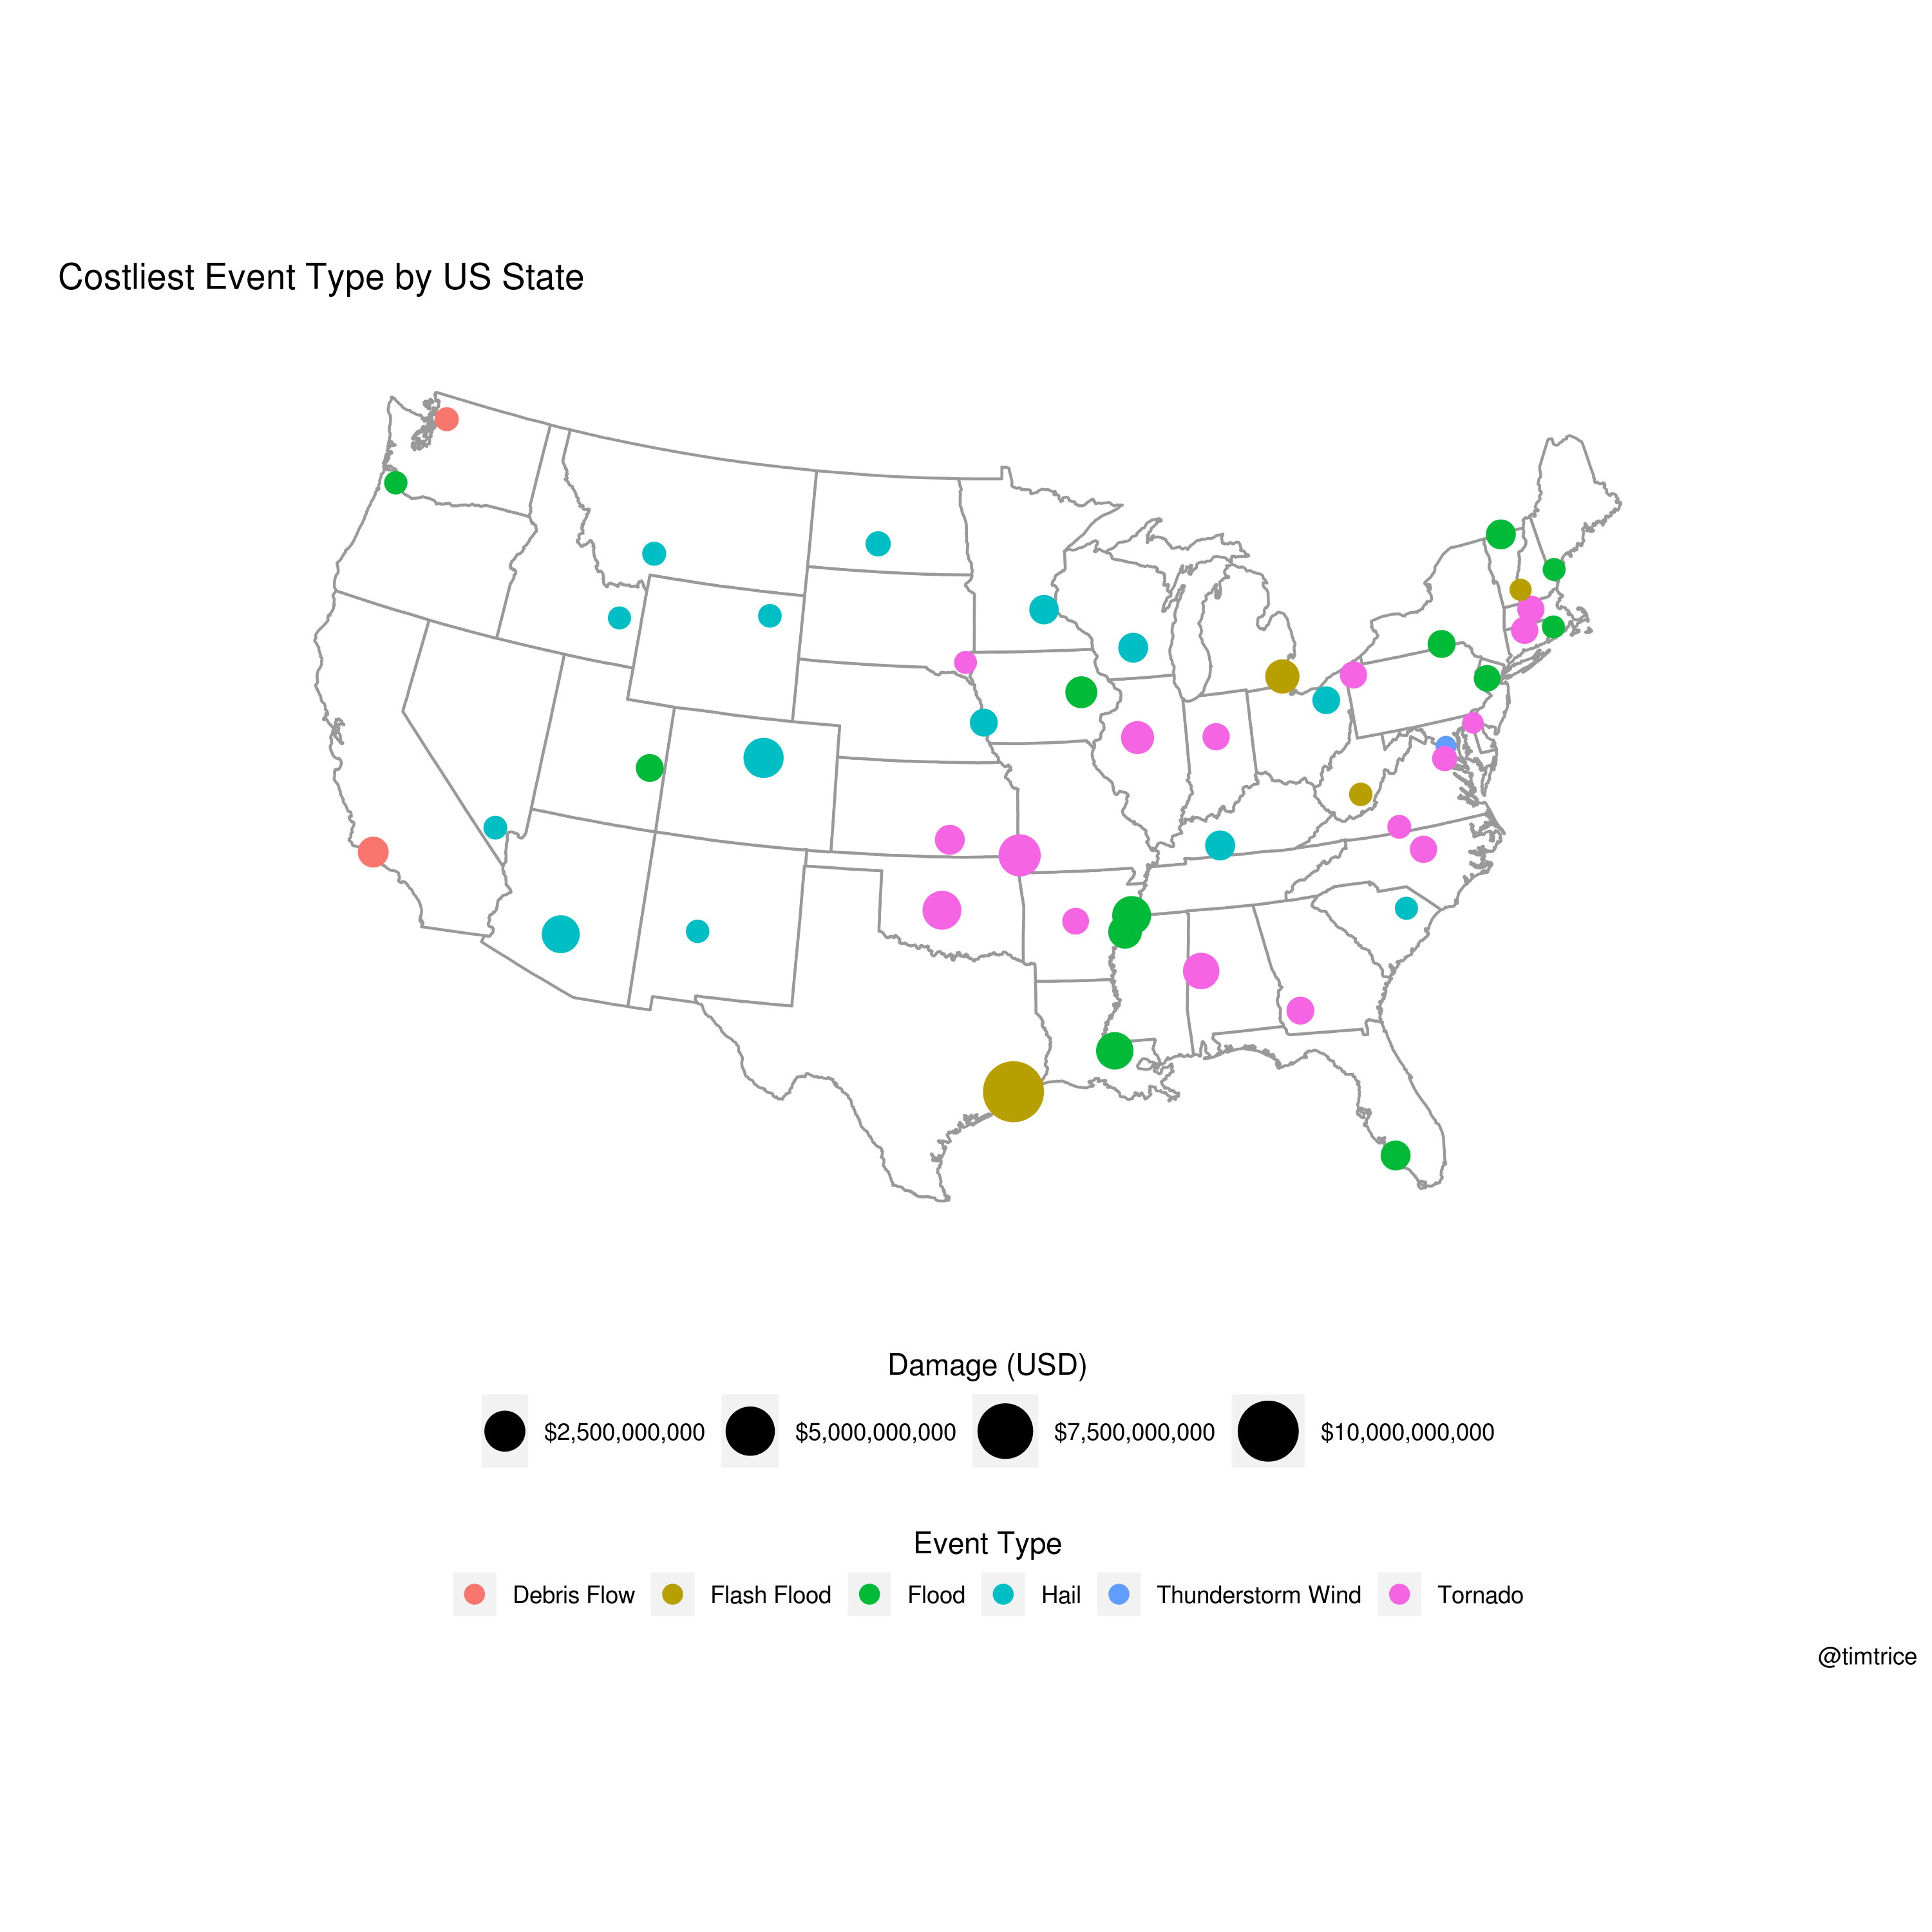 Costliest Event Type by US State
Damage (USD)
$2,500,000,000 $5,000,000,000 $7,500,000,000 $10,000,000,000
Event Type
Debris Flow Flash Flood Flood Hail Thunderstorm Wind Tornado
@timtrice